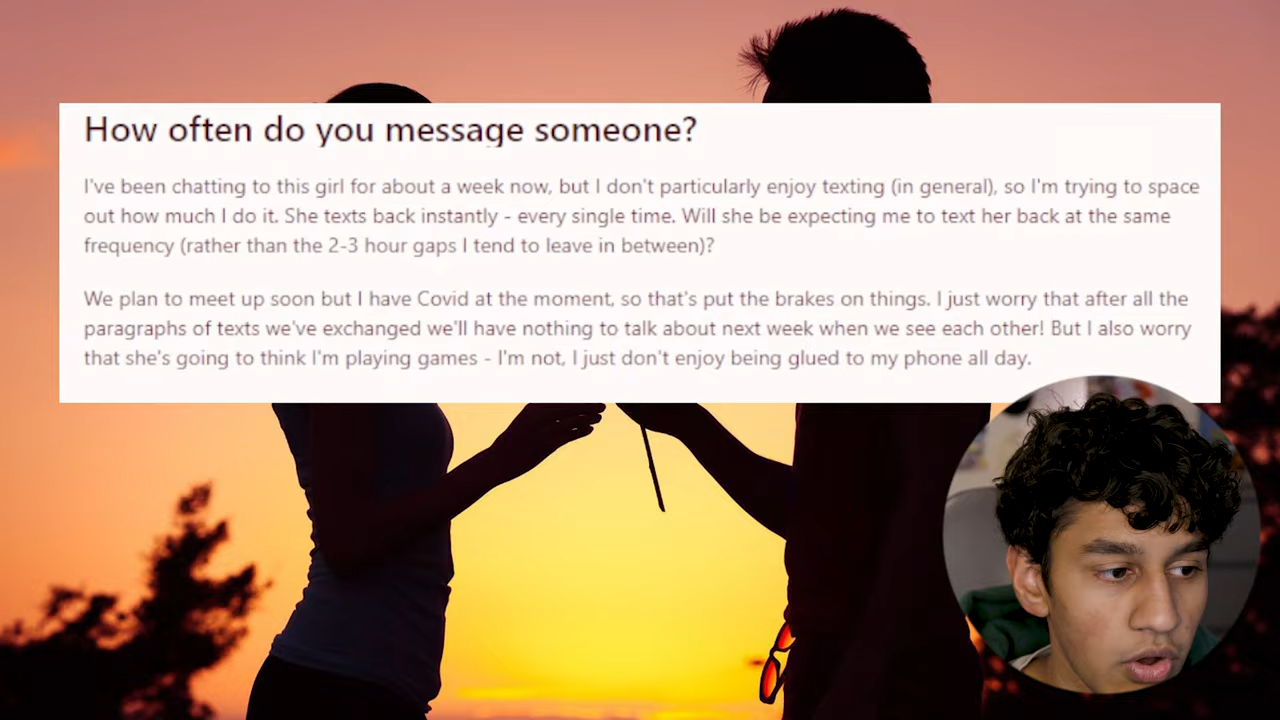 How often do you message someone?
I've been chatting to this girl for about a week now, but I don't particularly enjoy texting (in general), so I'm trying to space
out how much I do it. She texts back instantly - every single time. Will she be expecting me to text her back at the same
frequency (rather than the 2-3 hour gaps I tend to leave in between)?
We plan to meet up soon but I have Covid at the moment, so that's put the brakes on things. I just worry that after all the
paragraphs of texts we've exchanged we'll have nothing to talk about next week when we see each other! But I also worry
that she's going to think I'm playing games - I'm not, I just don't enjoy being glued to my phone all day.